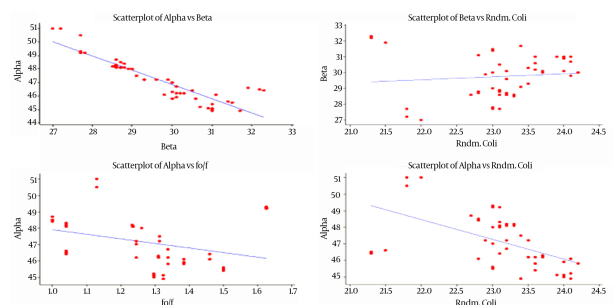 Scatterplot of Alpha vs Beta
51
50
49
48
47
46
45
44
Alpha
27 28 29 30 31 32 33
Beta
Scatterplot of Beta vs Rndm. Coli
33
32
31
30
29
28
27
Beta
21.0 21.5 22.0 22.5 23.0 23.5 24.0 24.5
Rndm. Coli
Scatterplot of Alpha vs fo/f
51
50
49
48
47
46
45
Alpha
1.0 1.1 1.2 1.3 1.4 1.5 1.6 1.7
fo/f
Scatterplot of Alpha vs Rndm. Coli
51
50
49
48
47
46
45
Alpha
21.0 21.5 22.0 22.5 23.0 23.5 24.0 24.5
Rndm. Coli